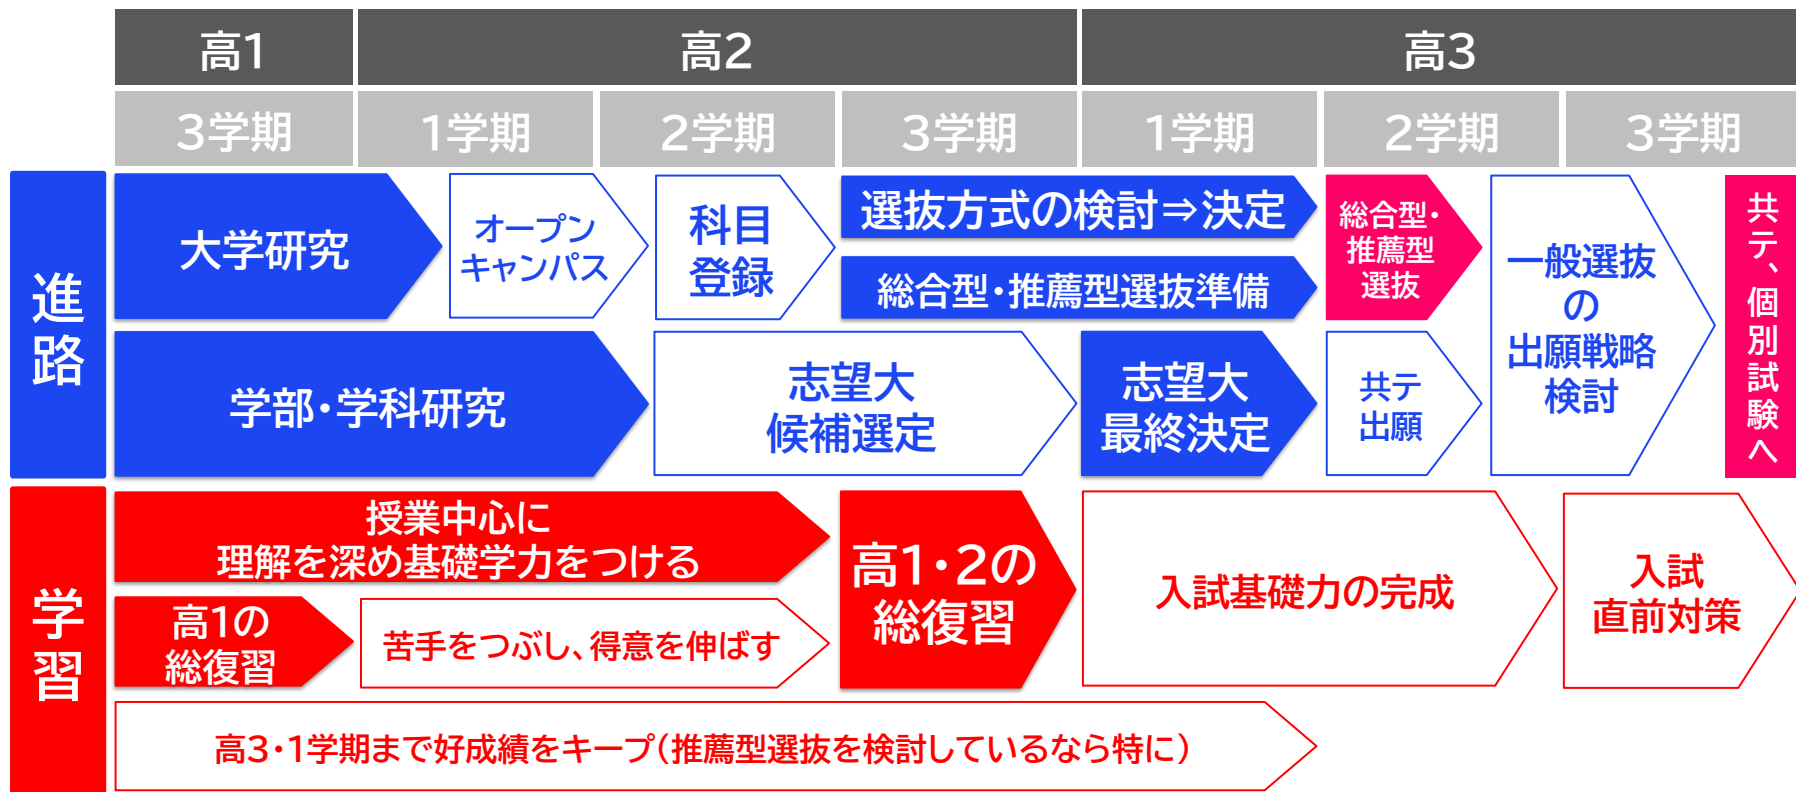 高1
高2
高3
3学期
1学期
2学期
3学期
1学期
2学期
3学期
進路
大学研究
オープン
キャンパス
科目
登録
選抜方式の検討⇒決定
総合型・推薦型選抜準備
総合型・
推薦型
選抜
一般選抜
の
出願戦略
検討
共テ、個別試験へ
学部・学科研究
志望大
候補選定
志望大
最終決定
共テ
出願
学習
授業中心に
理解を深め基礎学力をつける
高1の
総復習
苦手をつぶし、得意を伸ばす
高1・2の
総復習
入試基礎力の完成
入試
直前対策
高3・1学期まで好成績をキープ(推薦型選抜を検討しているなら特に)